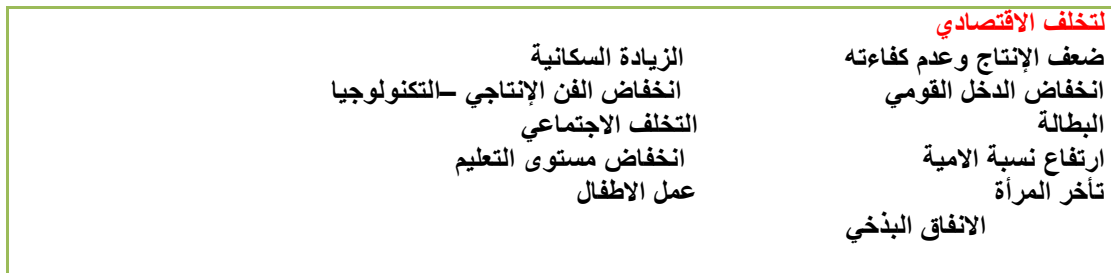 لتخلف الاقتصادي
ضعف الإنتاج وعدم كفاءته الزيادة السكانية
انخفاض الدخل القومي انخفاض الفن الإنتاجي –التكنولوجيا
البطالة التخلف الاجتماعي
ارتفاع نسبة الامية انخفاض مستوى التعليم
تأخر المرأة عمل الاطفال
الانفاق البذخي